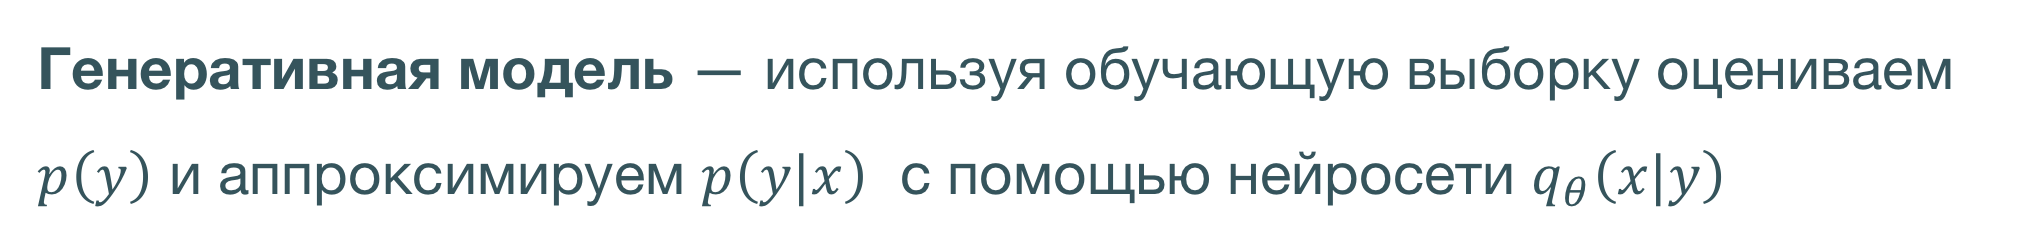 Генеративная модель — используя обучающую выборку оцениваем
p(y) и аппроксимируем p(y|x) с помощью нейросети q_θ(x|y)